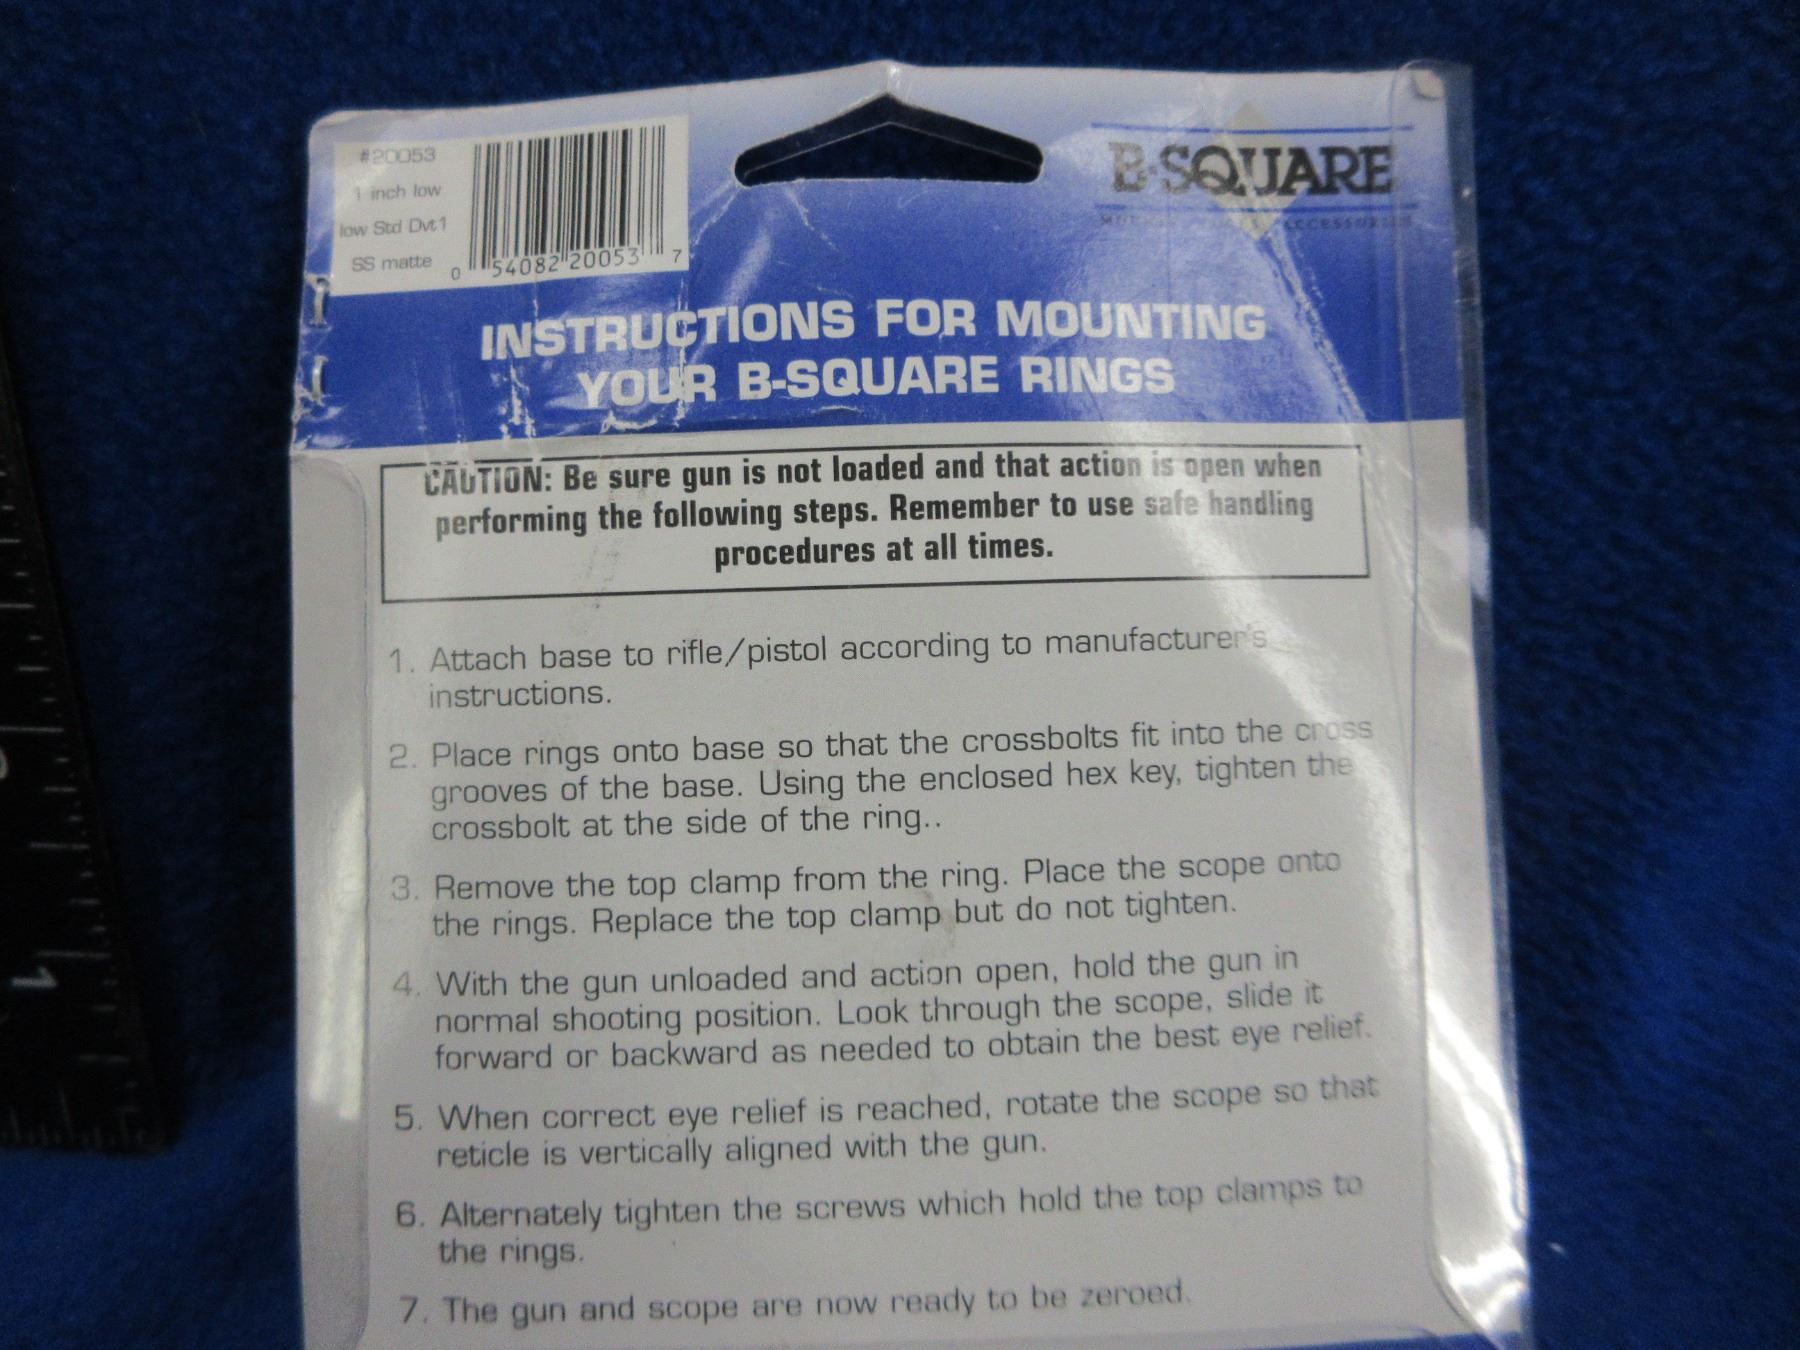 #20053
1 inch low
low Std Dvt1
SS matte
0 54082 20053 7
B-SQUARE
ACCESSORIES
INSTRUCTIONS FOR MOUNTING
YOUR B-SQUARE RINGS
CAUTION: Be sure gun is not loaded and that action is open when
performing the following steps. Remember to use safe handling
procedures at all times.
1. Attach base to rifle/pistol according to manufacturer's
instructions.
2. Place rings onto base so that the crossbolts fit into the cross
grooves of the base. Using the enclosed hex key, tighten the
crossbolt at the side of the ring..
3. Remove the top clamp from the ring. Place the scope onto
the rings. Replace the top clamp but do not tighten.
4. With the gun unloaded and action open, hold the gun in
normal shooting position. Look through the scope, slide it
forward or backward as needed to obtain the best eye relief.
5. When correct eye relief is reached, rotate the scope so that
reticle is vertically aligned with the gun.
6. Alternately tighten the screws which hold the top clamps to
the rings.
7. The gun and scope are now ready to be zeroed.
1